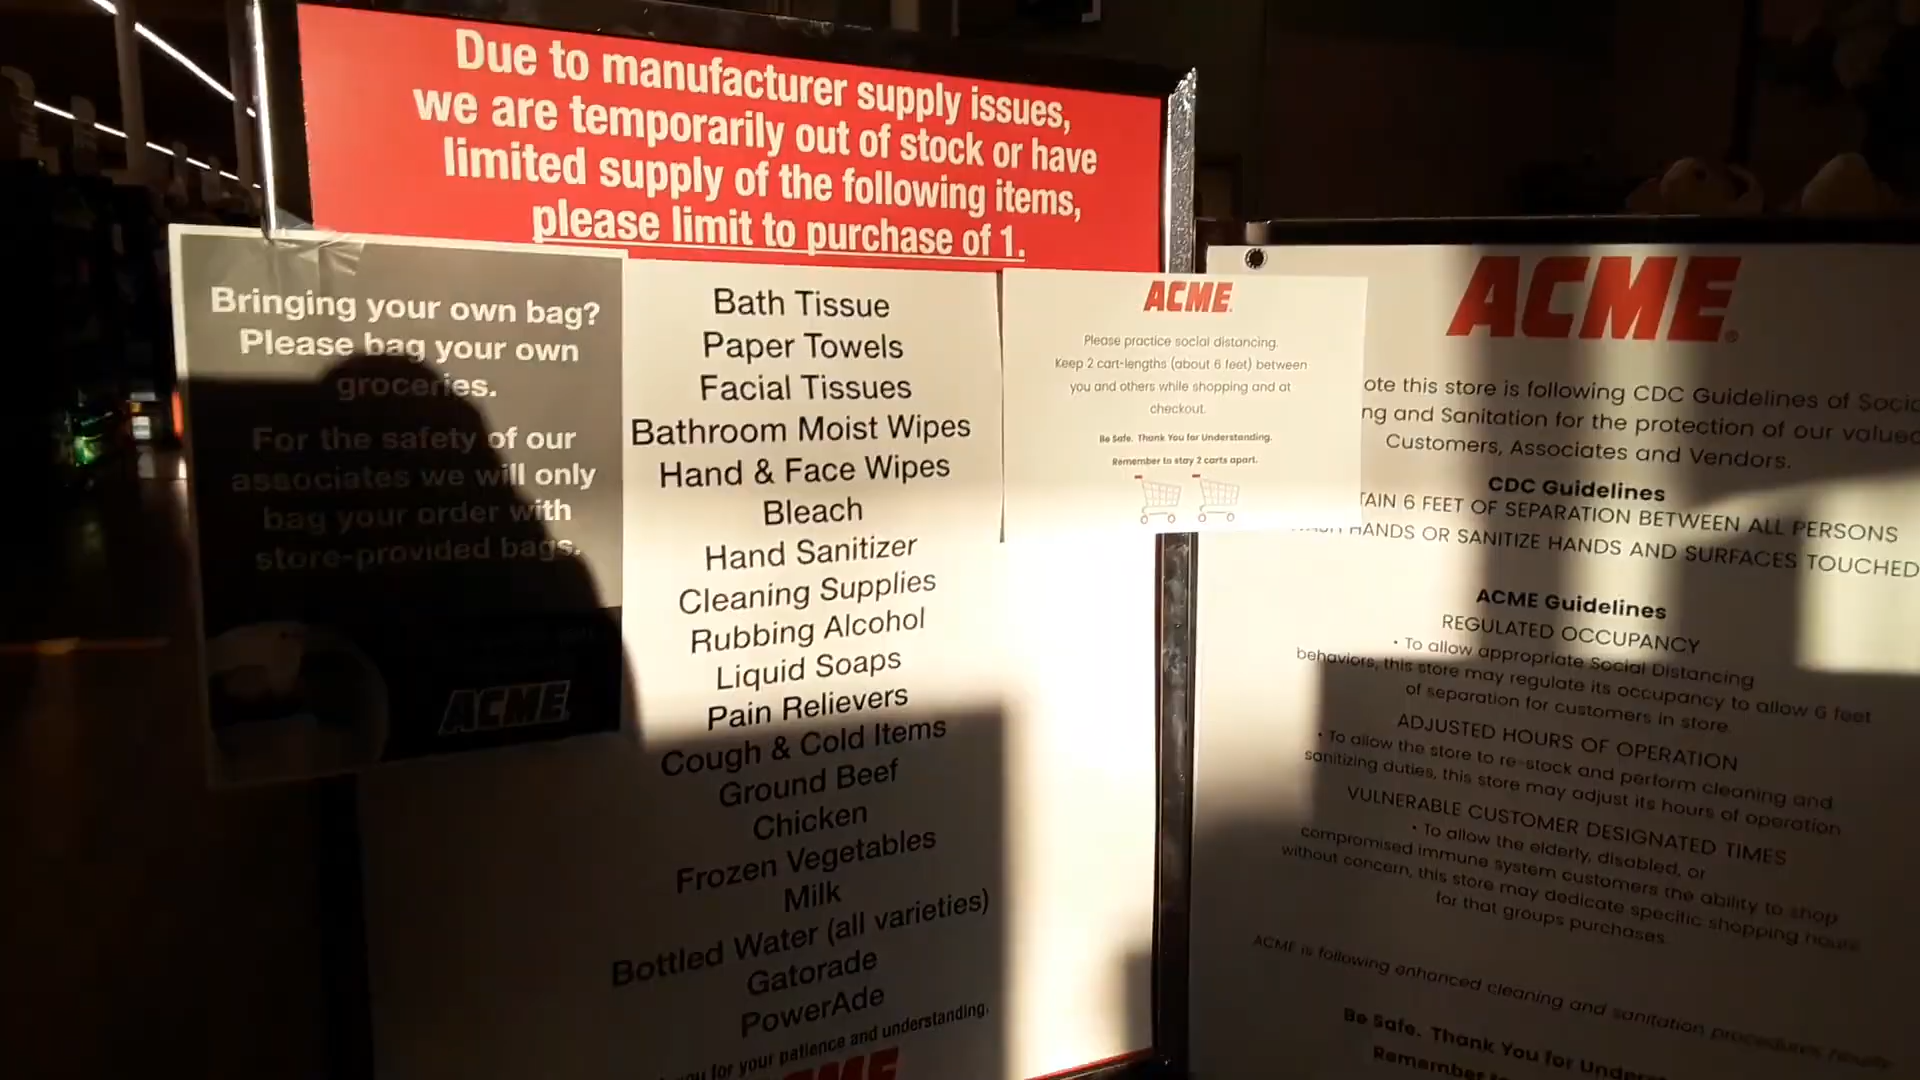 Due to manufacturer supply issues,
we are temporarily out of stock or have
limited supply of the following items,
please limit to purchase of 1.
Bringing your own bag?
Please bag your own
groceries.
For the safety of our
associates we will only
bag your order with
store-provided bags.
ACME
Bath Tissue
Paper Towels
Facial Tissues
Bathroom Moist Wipes
Hand & Face Wipes
Bleach
Hand Sanitizer
Cleaning Supplies
Rubbing Alcohol
Liquid Soaps
Pain Relievers
Cough & Cold Items
Ground Beef
Chicken
Frozen Vegetables
Milk
Bottled Water (all varieties)
Gatorade
PowerAde
for your patience and understanding.
ACME
Please practice social distancing.
Keep 2 cart-lengths (about 6 feet) between
you and others while shopping and at
checkout.
Be Safe. Thank You for Understanding.
Remember to stay 2 carts apart.
ACME
this store is following CDC Guidelines of
and Sanitation for the protection of our valued
Customers, Associates and Vendors.
CDC Guidelines
6 FEET OF SEPARATION BETWEEN ALL PERSONS
HANDS OR SANITIZE HANDS AND SURFACES TOUCHED
ACME Guidelines
REGULATED OCCUPANCY
• To allow appropriate Social Distancing
behaviors, this store may regulate its occupancy to allow 6 feet
of separation for customers in store.
ADJUSTED HOURS OF OPERATION
• To allow the store to re-stock and perform cleaning and
sanitizing duties, this store may adjust its hours of operation
VULNERABLE CUSTOMER DESIGNATED TIMES
• To allow the elderly, disabled, or
compromised immune system customers the ability to shop
without concern, this store may dedicate specific shopping hours
for that groups purchases.
ACME is following enhanced cleaning and sanitation procedures
Be Safe. Thank You for
Remember